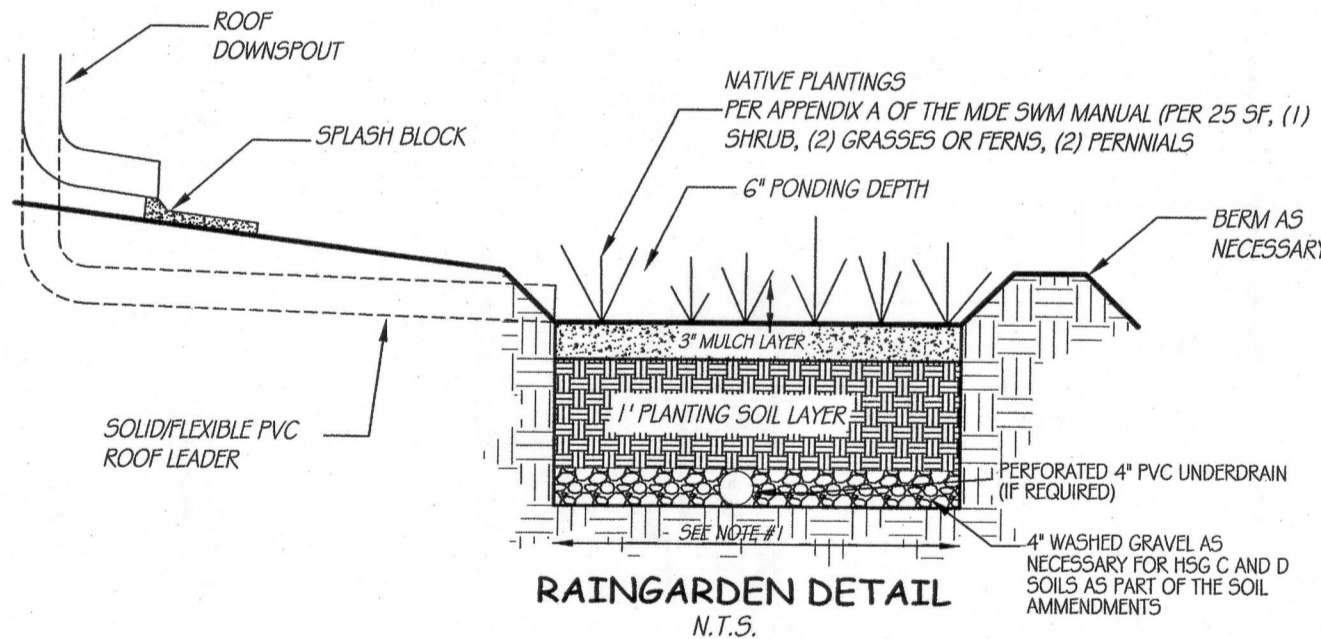 ROOF
DOWNSPOUT
SPLASH BLOCK
NATIVE PLANTINGS
PER APPENDIX A OF THE MDE SWM MANUAL (PER 25 SF, (1)
SHRUB, (2) GRASSES OR FERNS, (2) PERNNIALS
6" PONDING DEPTH
BERM AS
NECESSARY
3" MULCH LAYER
1' PLANTING SOIL LAYER
SOLID/FLEXIBLE PVC
ROOF LEADER
PERFORATED 4" PVC UNDERDRAIN
(IF REQUIRED)
SEE NOTE #1
4" WASHED GRAVEL AS
NECESSARY FOR HSG C AND D
SOILS AS PART OF THE SOIL
AMMENDMENTS
RAINGARDEN DETAIL
N.T.S.